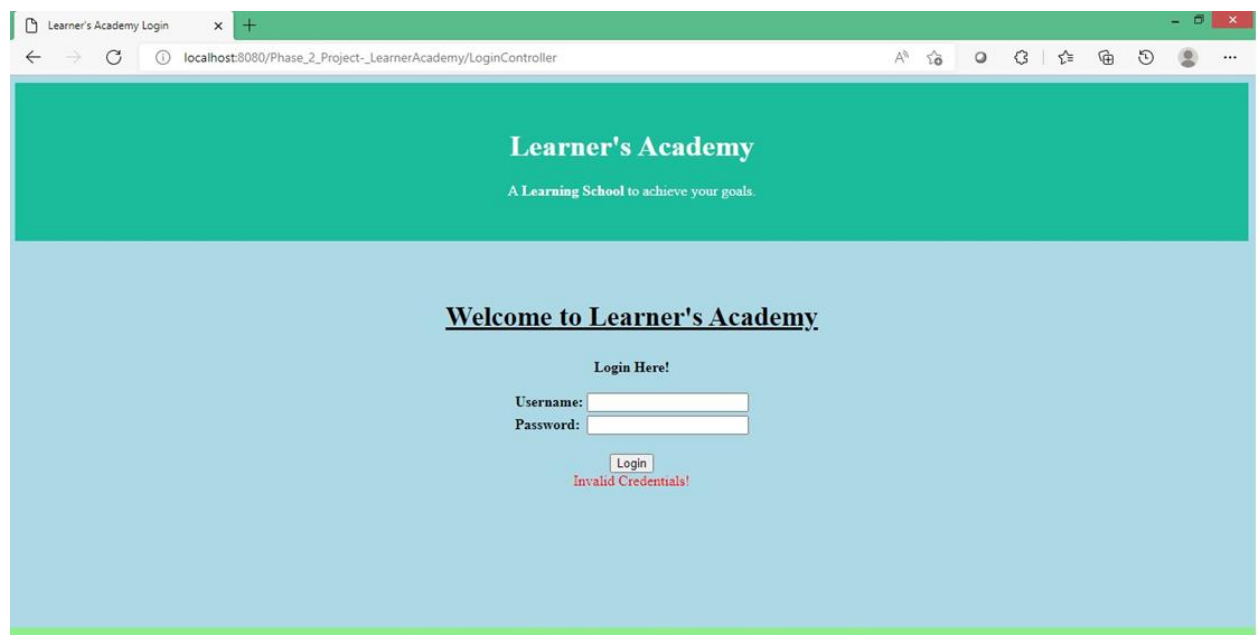 Learner's Academy Login
localhost:8080/Phase_2_Project-_LearnerAcademy/LoginController
Learner's Academy
A Learning School to achieve your goals.
Welcome to Learner's Academy
Login Here!
Username:
Password:
Login
Invalid Credentials!